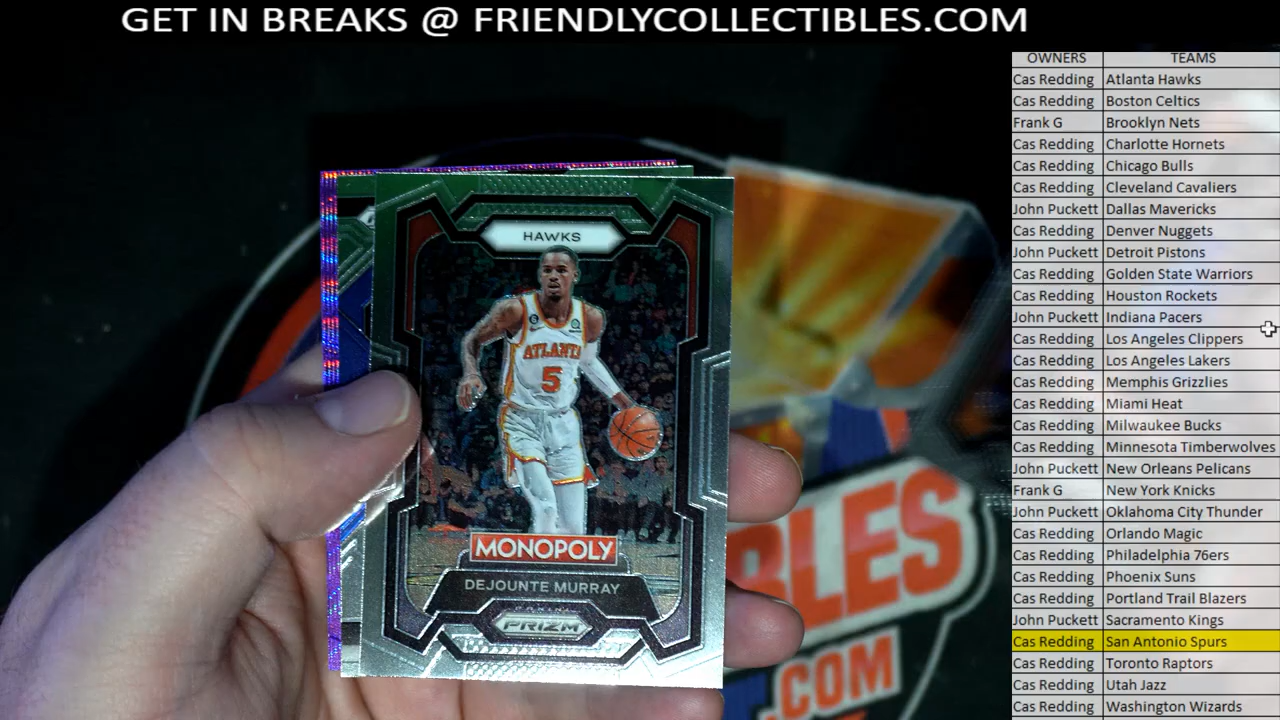 GET IN BREAKS @ FRIENDLYCOLLECTIBLES.COM
HAWKS
ATLANTA
5
MONOPOLY
DEJOUNTE MURRAY
PANINI
PRIZM
BLES
.COM
OWNERS TEAMS
Cas Redding Atlanta Hawks
Cas Redding Boston Celtics
Frank G Brooklyn Nets
Cas Redding Charlotte Hornets
Cas Redding Chicago Bulls
Cas Redding Cleveland Cavaliers
John Puckett Dallas Mavericks
Cas Redding Denver Nuggets
John Puckett Detroit Pistons
Cas Redding Golden State Warriors
Cas Redding Houston Rockets
John Puckett Indiana Pacers
Cas Redding Los Angeles Clippers
Cas Redding Los Angeles Lakers
Cas Redding Memphis Grizzlies
Cas Redding Miami Heat
Cas Redding Milwaukee Bucks
Cas Redding Minnesota Timberwolves
John Puckett New Orleans Pelicans
Frank G New York Knicks
John Puckett Oklahoma City Thunder
Cas Redding Orlando Magic
Cas Redding Philadelphia 76ers
Cas Redding Phoenix Suns
Cas Redding Portland Trail Blazers
John Puckett Sacramento Kings
Cas Redding San Antonio Spurs
Cas Redding Toronto Raptors
Cas Redding Utah Jazz
Cas Redding Washington Wizards